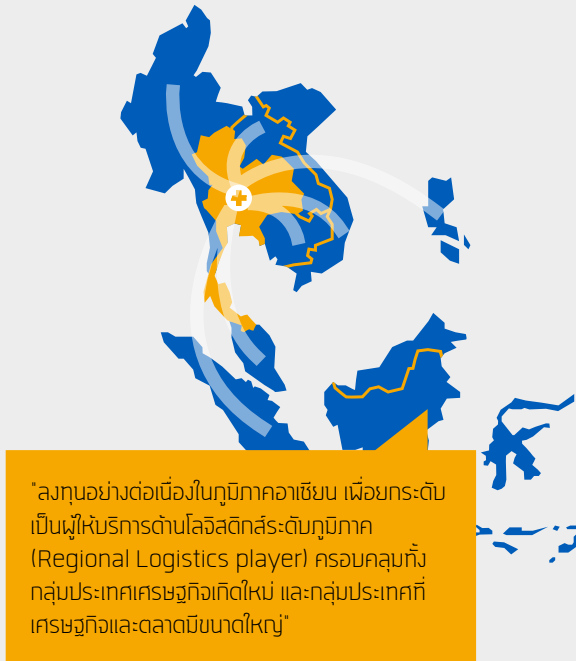 "ลงทุนอย่างต่อเนื่องในภูมิภาคอาเซียน เพื่อยกระดับ
เป็นผู้ให้บริการด้านโลจิสติกส์ระดับภูมิภาค
(Regional Logistics player) ครอบคลุมทั้ง
กลุ่มประเทศเศรษฐกิจเกิดใหม่ และกลุ่มประเทศที่
เศรษฐกิจและตลาดมีขนาดใหญ่"